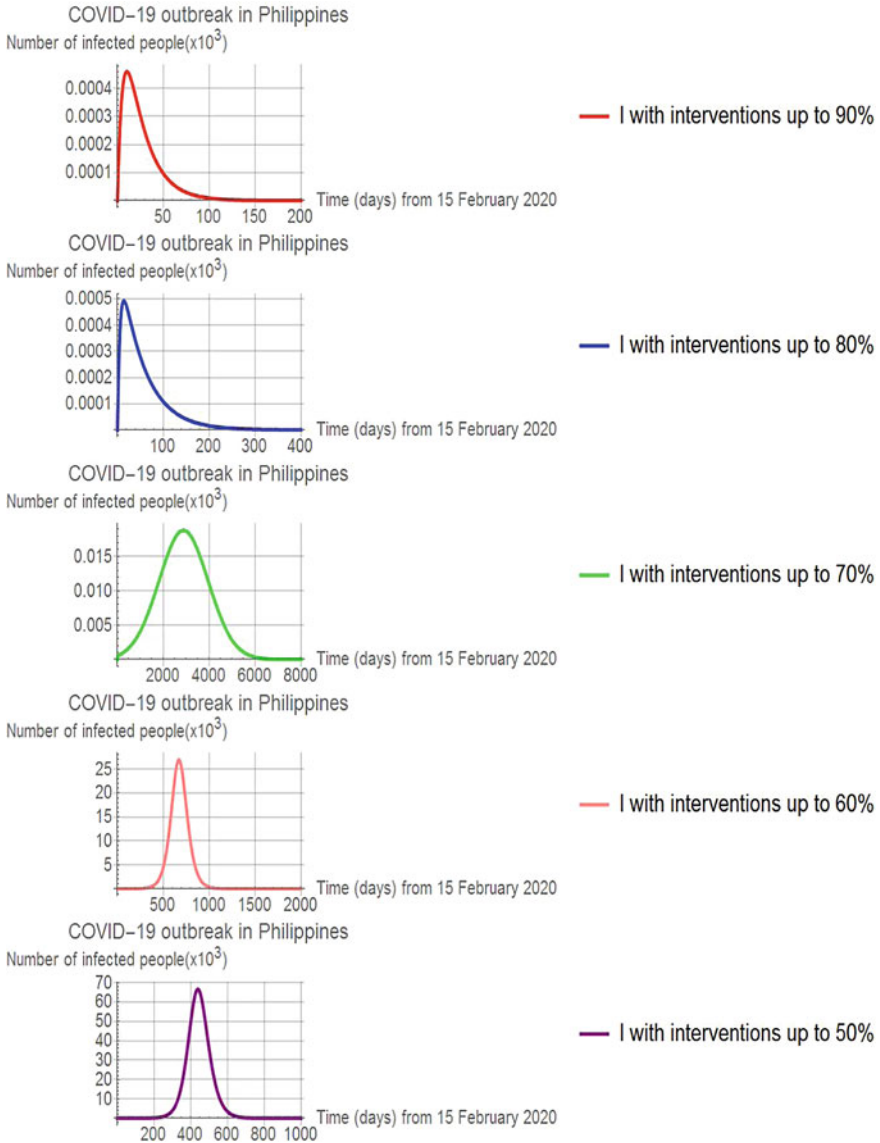 COVID–19 outbreak in Philippines
Number of infected people(x10³)
0.0004
0.0003
0.0002
0.0001
50 100 150 200
Time (days) from 15 February 2020
I with interventions up to 90%
COVID–19 outbreak in Philippines
Number of infected people(x10³)
0.0005
0.0004
0.0003
0.0002
0.0001
100 200 300 400
Time (days) from 15 February 2020
I with interventions up to 80%
COVID–19 outbreak in Philippines
Number of infected people(x10³)
0.015
0.010
0.005
2000 4000 6000 8000
Time (days) from 15 February 2020
I with interventions up to 70%
COVID–19 outbreak in Philippines
Number of infected people(x10³)
25
20
15
10
5
500 1000 1500 2000
Time (days) from 15 February 2020
I with interventions up to 60%
COVID–19 outbreak in Philippines
Number of infected people(x10³)
70
60
50
40
30
20
10
200 400 600 800 1000
Time (days) from 15 February 2020
I with interventions up to 50%